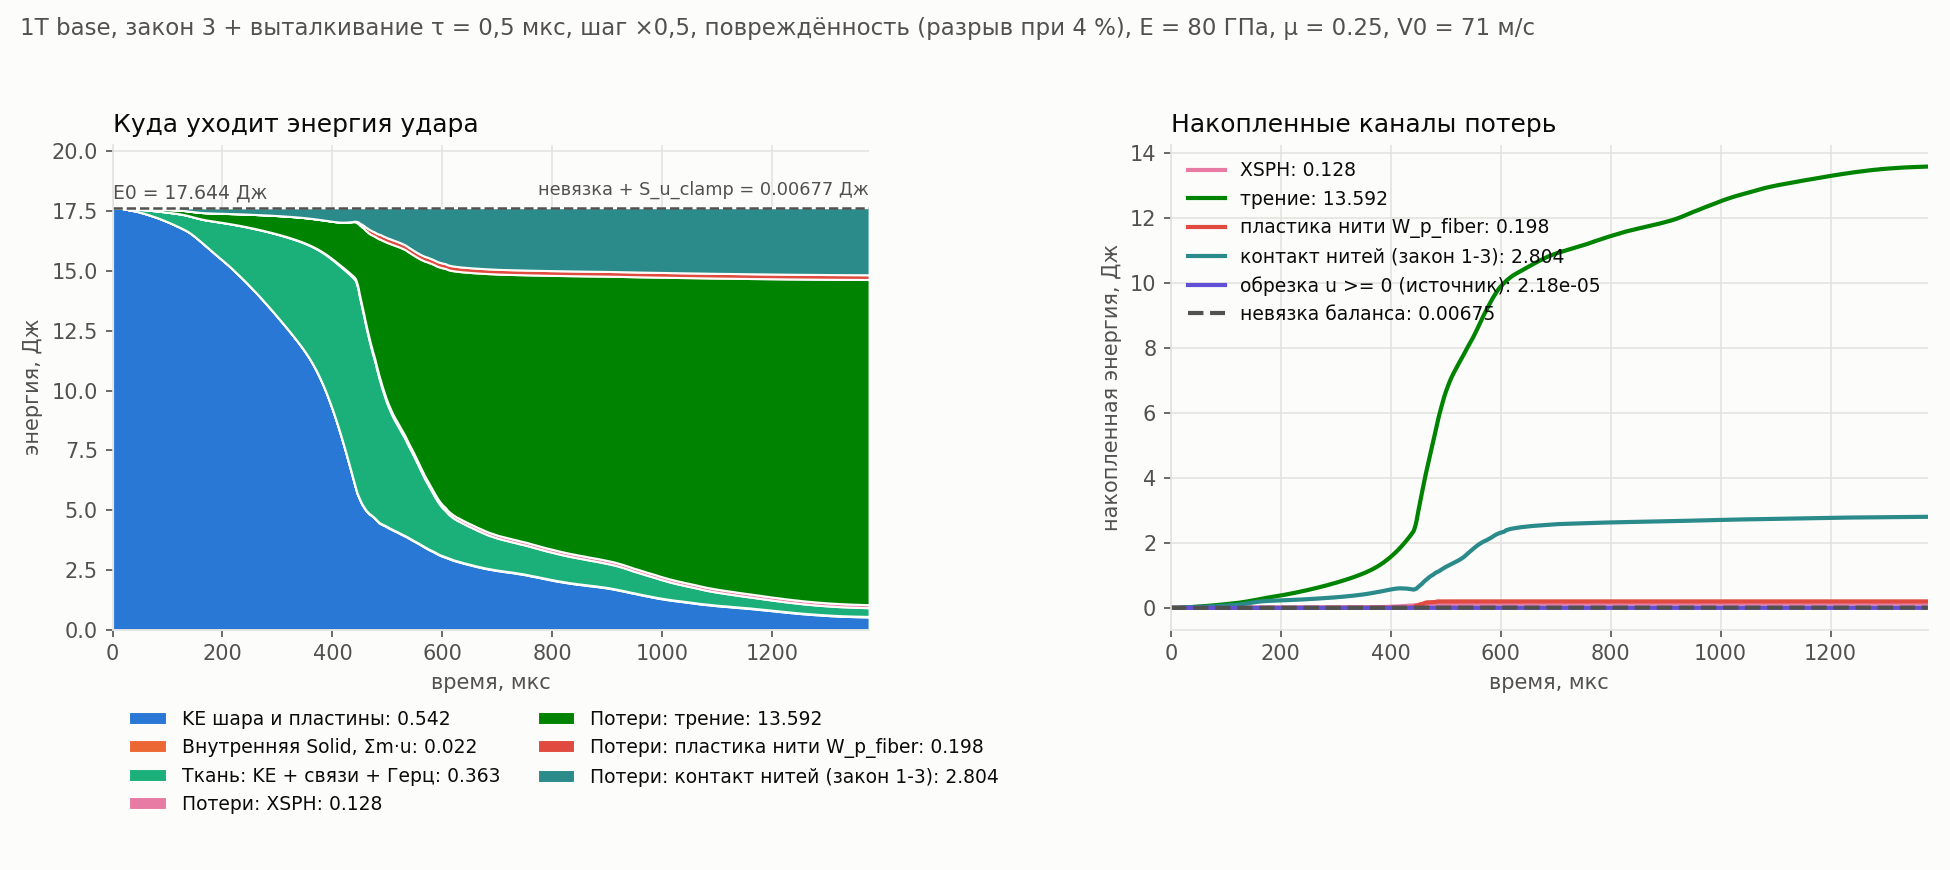 1T base, закон 3 + выталкивание τ = 0,5 мкс, шаг ×0,5, повреждённость (разрыв при 4 %), E = 80 ГПа, μ = 0.25, V0 = 71 м/с
Куда уходит энергия удара
E0 = 17.644 Дж
невязка + S_u_clamp = 0.00677 Дж
20.0
17.5
15.0
12.5
10.0
7.5
5.0
2.5
0.0
энергия, Дж
0 200 400 600 800 1000 1200
время, мкс
KE шара и пластины: 0.542
Внутренняя Solid, Σm·u: 0.022
Ткань: KE + связи + Герц: 0.363
Потери: XSPH: 0.128
Потери: трение: 13.592
Потери: пластика нити W_p_fiber: 0.198
Потери: контакт нитей (закон 1-3): 2.804
Накопленные каналы потерь
XSPH: 0.128
трение: 13.592
пластика нити W_p_fiber: 0.198
контакт нитей (закон 1-3): 2.804
обрезка u >= 0 (источник): 2.18e-05
невязка баланса: 0.00675
14
12
10
8
6
4
2
0
накопленная энергия, Дж
0 200 400 600 800 1000 1200
время, мкс